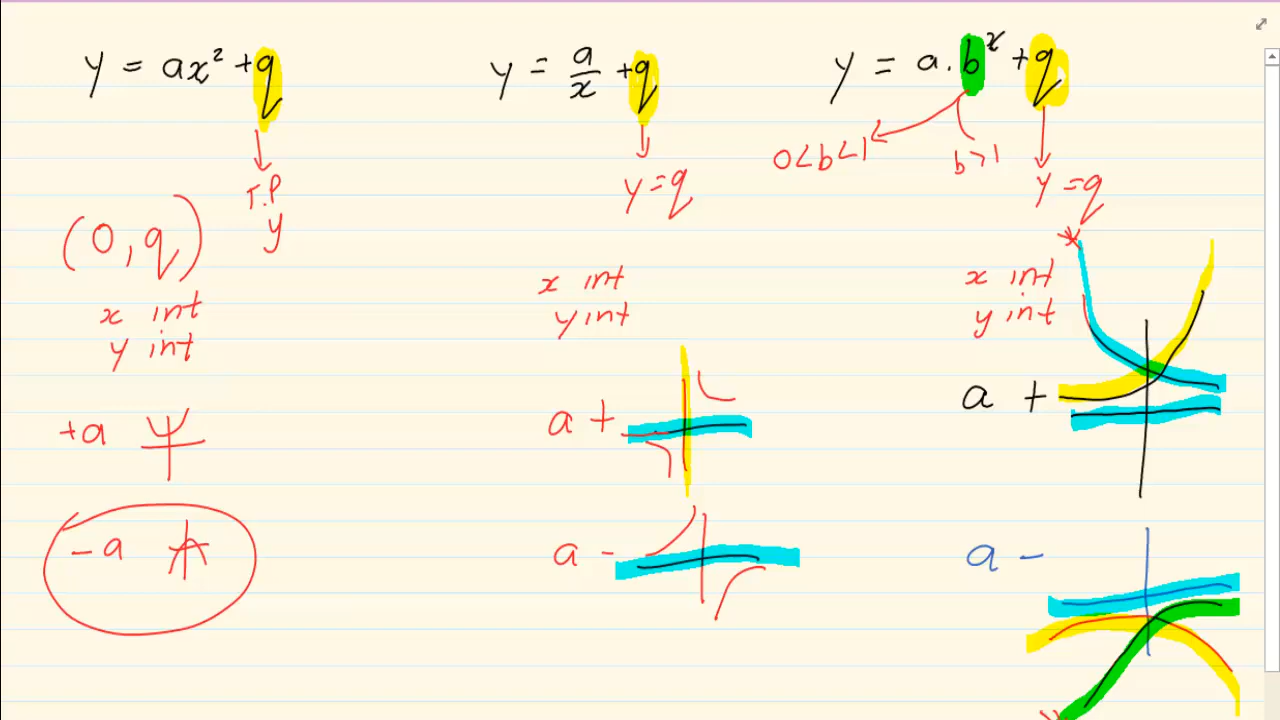 y = ax² + q
T.P
y
(0, q)
x int
y int
+a
-a
y = a/x + q
y = q
x int
y int
a +
a -
y = a.b^x + q
0<b<1
b>1
y = q
x int
y int
a +
a -